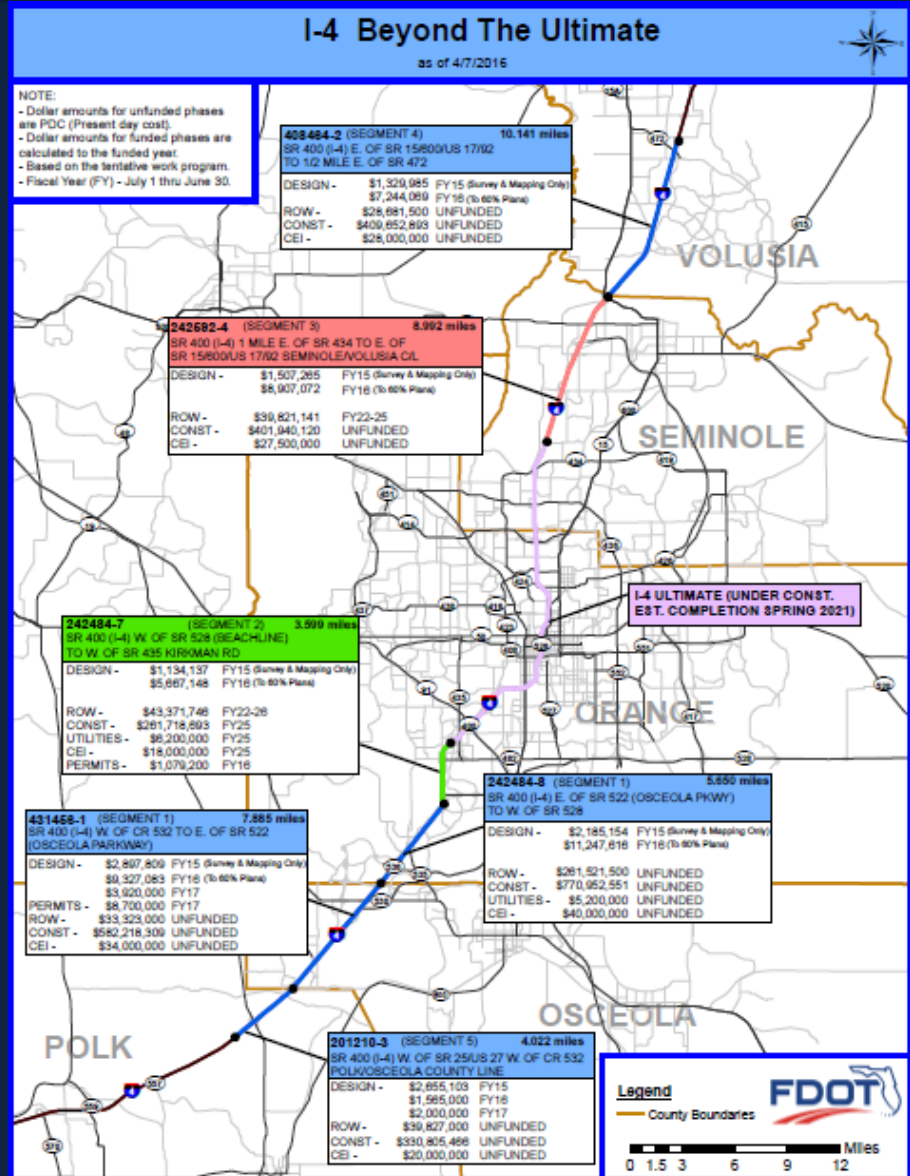 I-4 Beyond The Ultimate
as of 4/7/2016
NOTE:
- Dollar amounts for unfunded phases
are PDC (Present day cost).
- Dollar amounts for funded phases are
calculated to the funded year.
- Based on the tentative work program.
- Fiscal Year (FY) - July 1 thru June 30.
408464-2 (SEGMENT 4) 10.141 miles
SR 400 (I-4) E. OF SR 15/600/US 17/92
TO 1/2 MILE E. OF SR 472
DESIGN - $1,329,985 FY15 (Survey & Mapping Only)
$7,244,069 FY16 (To 60% Plans)
ROW - $28,681,500 UNFUNDED
CONST - $409,652,893 UNFUNDED
CEI - $28,000,000 UNFUNDED
472
4
415
VOLUSIA
242592-4 (SEGMENT 3) 8.992 miles
SR 400 (I-4) 1 MILE E. OF SR 434 TO E. OF
SR 15/600/US 17/92 SEMINOLE/VOLUSIA C/L
DESIGN - $1,507,265 FY15 (Survey & Mapping Only)
$8,907,072 FY16 (To 60% Plans)
ROW - $39,821,141 FY22-25
CONST - $401,940,120 UNFUNDED
CEI - $27,500,000 UNFUNDED
4
SEMINOLE
15
434
419
19
I-4 ULTIMATE (UNDER CONST.
EST. COMPLETION SPRING 2021)
242484-7 (SEGMENT 2) 3.599 miles
SR 400 (I-4) W. OF SR 528 (BEACHLINE)
TO W. OF SR 435 KIRKMAN RD
DESIGN - $1,134,137 FY15 (Survey & Mapping Only)
$5,667,148 FY16 (To 60% Plans)
ROW - $43,371,746 FY22-26
CONST - $261,718,693 FY25
UTILITIES - $6,200,000 FY25
CEI - $18,000,000 FY25
PERMITS - $1,079,200 FY16
4
435
527
417
ORANGE
482
242484-8 (SEGMENT 1) 5.650 miles
SR 400 (I-4) E. OF SR 522 (OSCEOLA PKWY)
TO W. OF SR 528
DESIGN - $2,185,154 FY15 (Survey & Mapping Only)
$11,247,616 FY16 (To 60% Plans)
ROW - $261,521,500 UNFUNDED
CONST - $770,952,551 UNFUNDED
UTILITIES - $5,200,000 UNFUNDED
CEI - $40,000,000 UNFUNDED
431456-1 (SEGMENT 1) 7.885 miles
SR 400 (I-4) W. OF CR 532 TO E. OF SR 522
(OSCEOLA PARKWAY)
DESIGN - $2,897,809 FY15 (Survey & Mapping Only)
$9,327,083 FY16 (To 60% Plans)
$3,920,000 FY17
PERMITS - $8,700,000 FY17
ROW - $33,323,000 UNFUNDED
CONST - $582,218,309 UNFUNDED
CEI - $34,000,000 UNFUNDED
536
535
4
OSCEOLA
POLK
4
557
559
201210-3 (SEGMENT 5) 4.022 miles
SR 400 (I-4) W. OF SR 25/US 27 W. OF CR 532
POLK/OSCEOLA COUNTY LINE
DESIGN - $2,655,103 FY15
$1,565,000 FY16
$2,000,000 FY17
ROW - $39,827,000 UNFUNDED
CONST - $330,805,466 UNFUNDED
CEI - $20,000,000 UNFUNDED
Legend
County Boundaries
FDOT
Miles
0 1.5 3 6 9 12